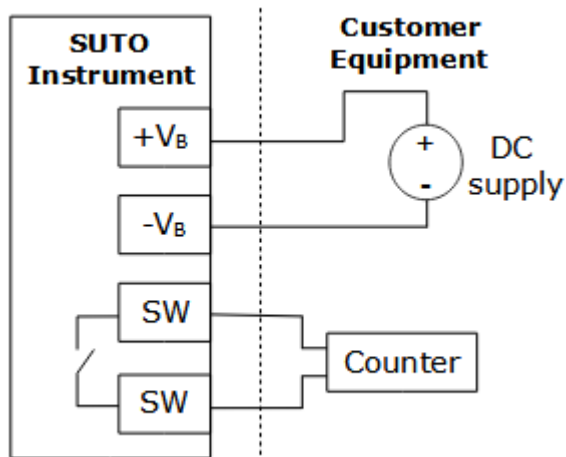 SUTO
Instrument
Customer
Equipment
+VB
+
-
DC
supply
-VB
SW
Counter
SW